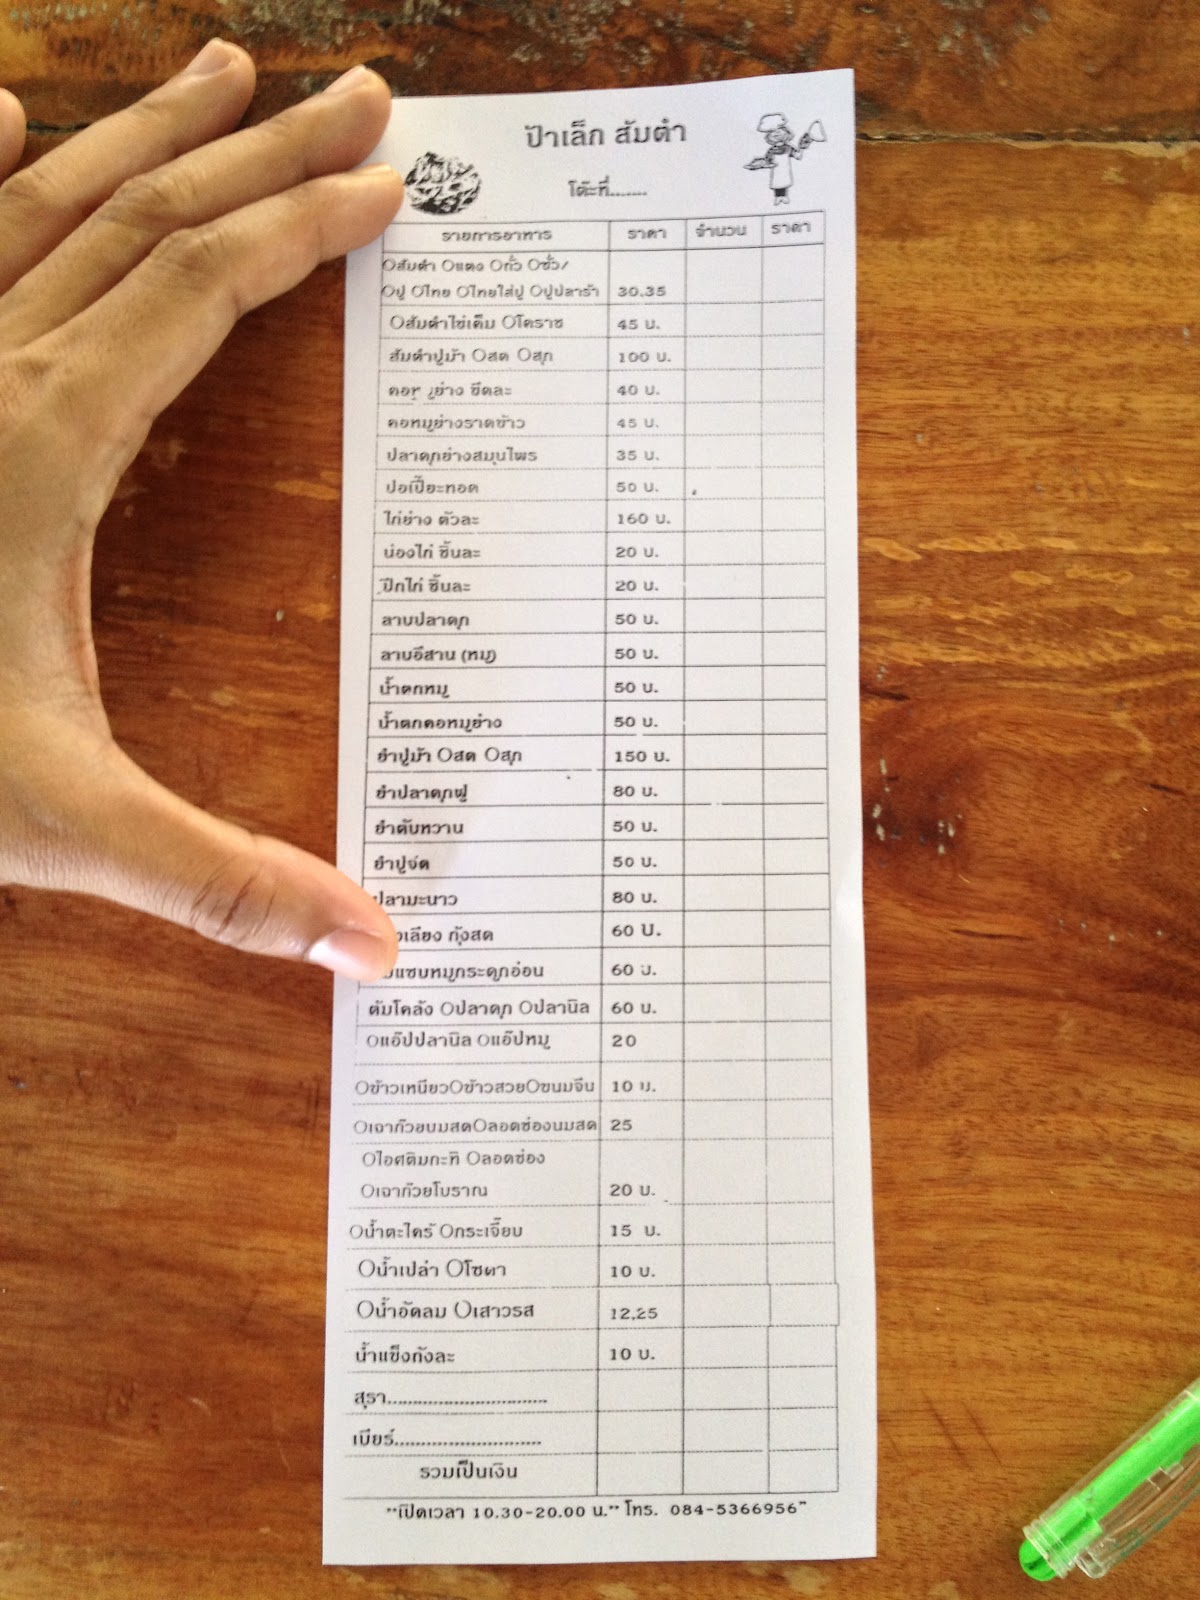 ป้าเล็ก ส้มตำ
โต๊ะที่.......
รายการอาหาร ราคา จำนวน ราคา
Oส้มตำ Oแตง Oถั่ว Oซั่ว/
Oปู Oไทย Oไทยใส่ปู Oปูปลาร้า 30.35
Oส้มตำไข่เค็ม Oโคราช 45 บ.
ส้มตำปูม้า Oสด Oสุก 100 บ.
ย่าง ขีดละ 40 บ.
คอหมูย่างราดข้าว 45 บ.
ปลาดุกย่างสมุนไพร 35 บ.
ปอเปี๊ยะทอด 50 บ.
ไก่ย่าง ตัวละ 160 บ.
น่องไก่ ชิ้นละ 20 บ.
ปีกไก่ ชิ้นละ 20 บ.
ลาบปลาดุก 50 บ.
ลาบอีสาน (หมู) 50 บ.
น้ำตกหมู 50 บ.
น้ำตกคอหมูย่าง 50 บ.
ยำปูม้า Oสด Oสุก 150 บ.
ยำปลาดุกฟู 80 บ.
ยำตับหวาน 50 บ.
ยำปูจ๋ด 50 บ.
ปลามะนาว 80 บ.
เลียง กุ้งสด 60 บ.
แซบหมูกระดูกอ่อน 60 บ.
ต้มโคล้ง Oปลาดุก Oปลานิล 60 บ.
Oแอ๊ปปลานิล Oแอ๊ปหมู 20
Oข้าวเหนียวOข้าวสวยOขนมจีน 10 บ.
Oเฉาก๊วยนมสดOลอดช่องนมสด 25
Oไอศติมกะทิ Oลอดช่อง
Oเฉาก๊วยโบราณ 20 บ.
Oน้ำตะไคร้ Oกระเจี๊ยบ 15 บ.
Oน้ำเปล่า Oโซดา 10 บ.
Oน้ำอัดลม Oเสาวรส 12,25
น้ำแข็งถังละ 10 บ.
สุรา...............................
เบียร์............................
รวมเป็นเงิน
"เปิดเวลา 10.30-20.00 น." โทร. 084-5366956"